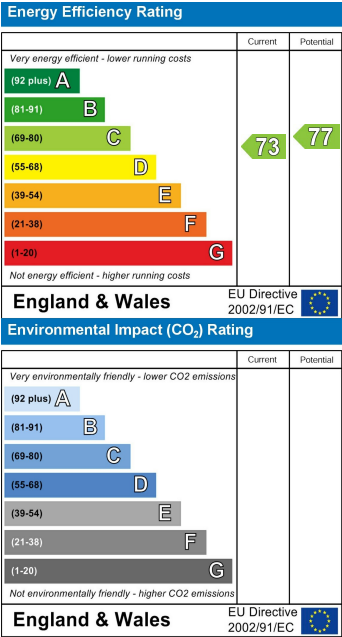 Energy Efficiency Rating
Current Potential
Very energy efficient - lower running costs
(92 plus) A
(81-91) B
(69-80) C
73 77
(55-68) D
(39-54) E
(21-38) F
(1-20) G
Not energy efficient - higher running costs
England & Wales
EU Directive
2002/91/EC
Environmental Impact (CO₂) Rating
Current Potential
Very environmentally friendly - lower CO2 emissions
(92 plus) A
(81-91) B
(69-80) C
(55-68) D
(39-54) E
(21-38) F
(1-20) G
Not environmentally friendly - higher CO2 emissions
England & Wales
EU Directive
2002/91/EC